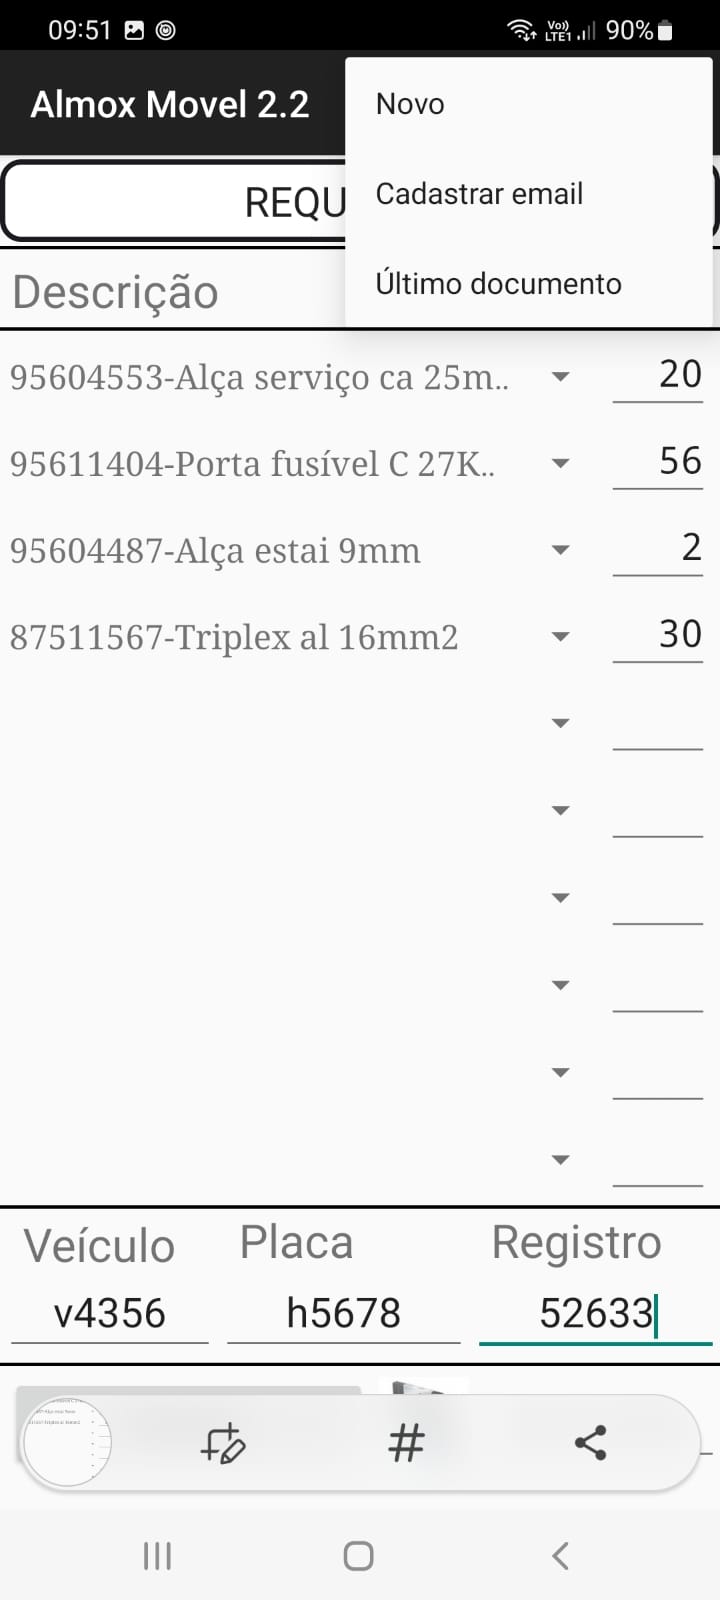 09:51 Vo)) LTE1 90%
Almox Movel 2.2
Novo
Cadastrar email
Último documento
REQU
Descrição
95604553-Alça serviço ca 25m.. 20
95611404-Porta fusível C 27K.. 56
95604487-Alça estai 9mm 2
87511567-Triplex al 16mm2 30
Veículo Placa Registro
v4356 h5678 52633
#